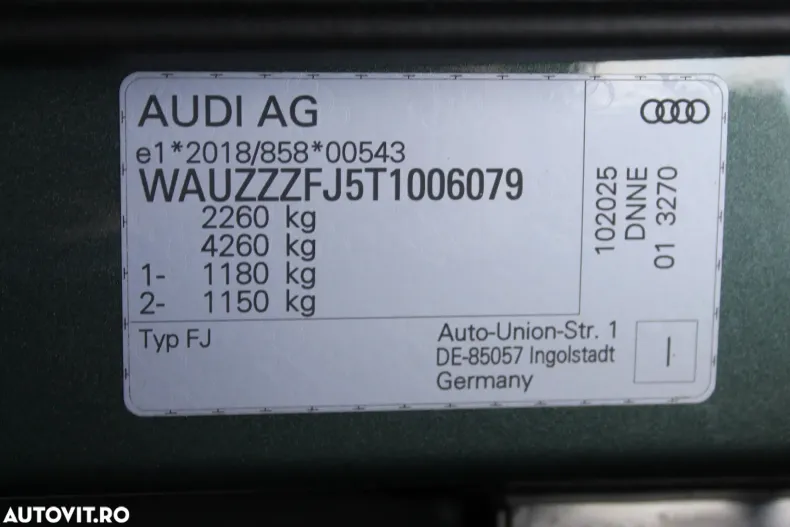 AUDI AG
e1*2018/858*00543
WAUZZZFJ5T1006079
2260 kg
4260 kg
1- 1180 kg
2- 1150 kg
102025
DNNE
01 3270
Typ FJ
Auto-Union-Str. 1
DE-85057 Ingolstadt
Germany
I
AUTOVIT.RO